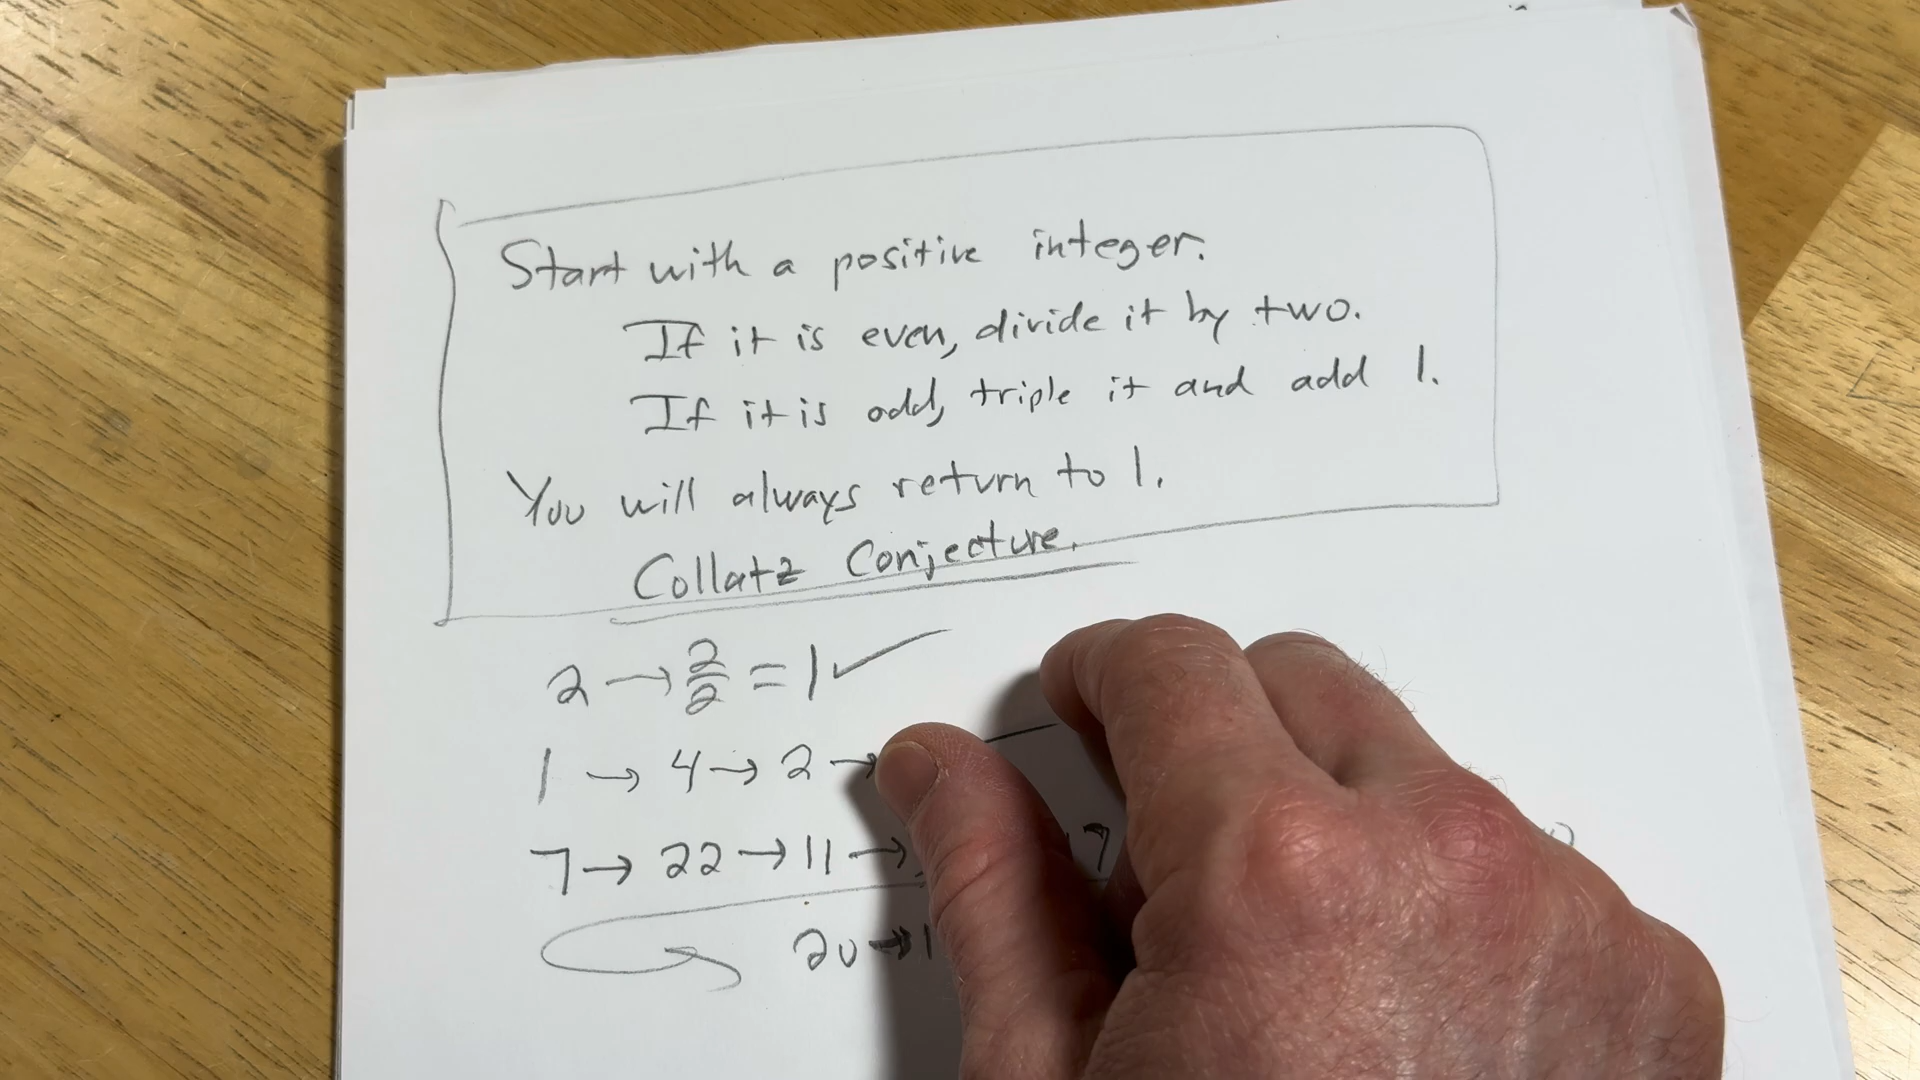 Start with a positive integer.
If it is even, divide it by two.
If it is odd, triple it and add 1.
You will always return to 1.
Collatz Conjecture.
2 → 2/2 = 1 ✓
1 → 4 → 2 →
7 → 22 → 11 → 17
20 →